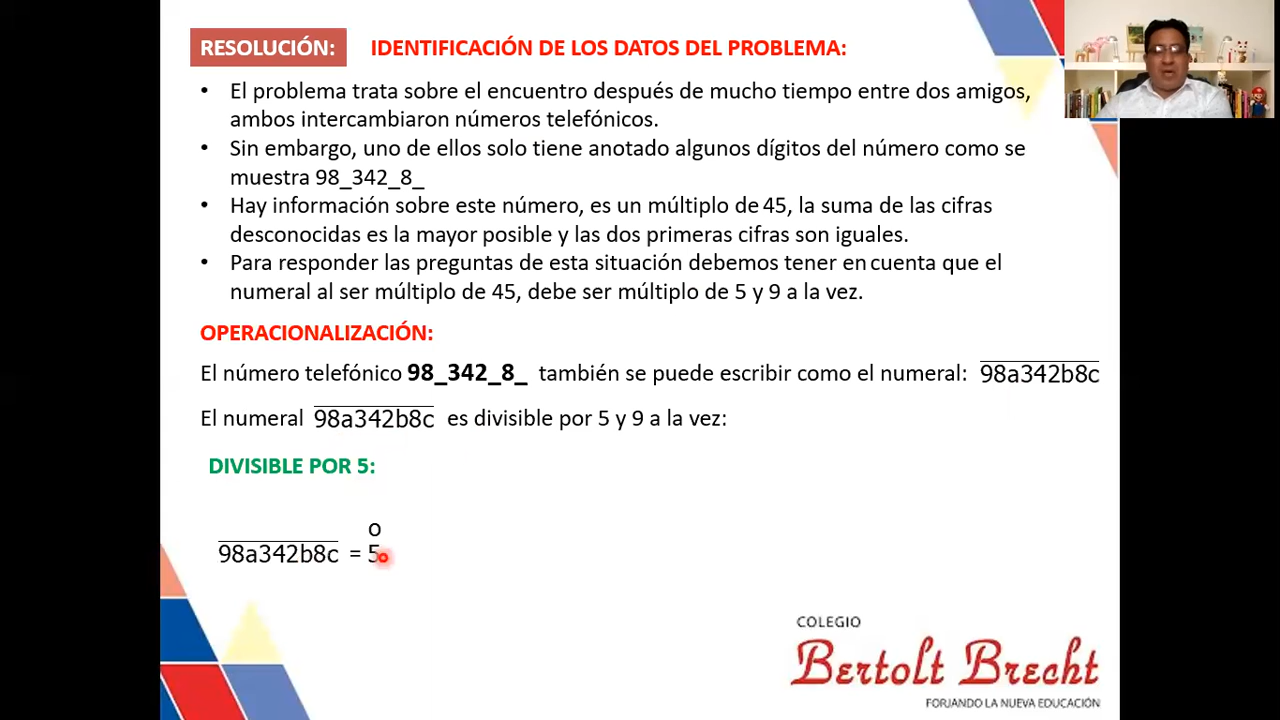 RESOLUCIÓN: IDENTIFICACIÓN DE LOS DATOS DEL PROBLEMA:
• El problema trata sobre el encuentro después de mucho tiempo entre dos amigos,
ambos intercambiaron números telefónicos.
• Sin embargo, uno de ellos solo tiene anotado algunos dígitos del número como se
muestra 98_342_8_
• Hay información sobre este número, es un múltiplo de 45, la suma de las cifras
desconocidas es la mayor posible y las dos primeras cifras son iguales.
• Para responder las preguntas de esta situación debemos tener en cuenta que el
numeral al ser múltiplo de 45, debe ser múltiplo de 5 y 9 a la vez.
OPERACIONALIZACIÓN:
El número telefónico 98_342_8_ también se puede escribir como el numeral: 98a342b8c
El numeral 98a342b8c es divisible por 5 y 9 a la vez:
DIVISIBLE POR 5:
o
98a342b8c = 5
COLEGIO
Bertolt Brecht
FORJANDO LA NUEVA EDUCACIÓN